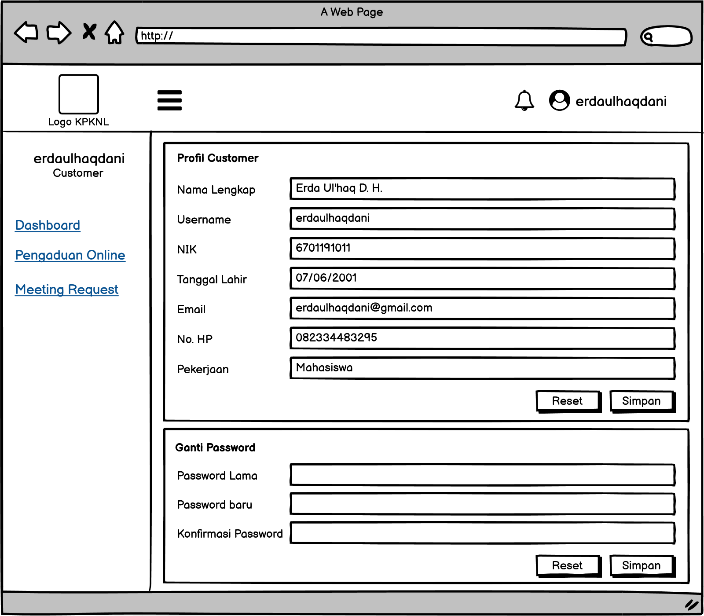 A Web Page
http://
Logo KPKNL
erdaulhaqdani
erdaulhaqdani
Customer
Dashboard
Pengaduan Online
Meeting Request
Profil Customer
Nama Lengkap Erda Ul'haq D. H.
Username erdaulhaqdani
NIK 6701191011
Tanggal Lahir 07/06/2001
Email erdaulhaqdani@gmail.com
No. HP 082334483295
Pekerjaan Mahasiswa
Reset Simpan
Ganti Password
Password Lama
Password baru
Konfirmasi Password
Reset Simpan